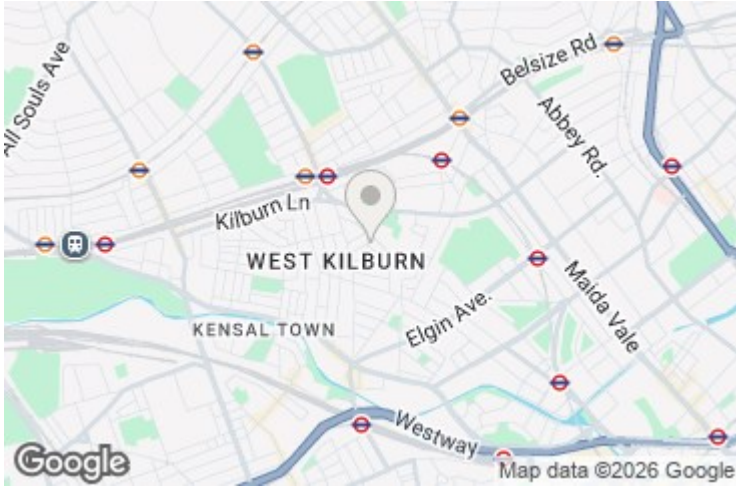 Belsize Rd
All Souls Ave
Abbey Rd.
Kilburn Ln
WEST KILBURN
Maida Vale
Elgin Ave.
KENSAL TOWN
Westway
Google
Map data ©2026 Google